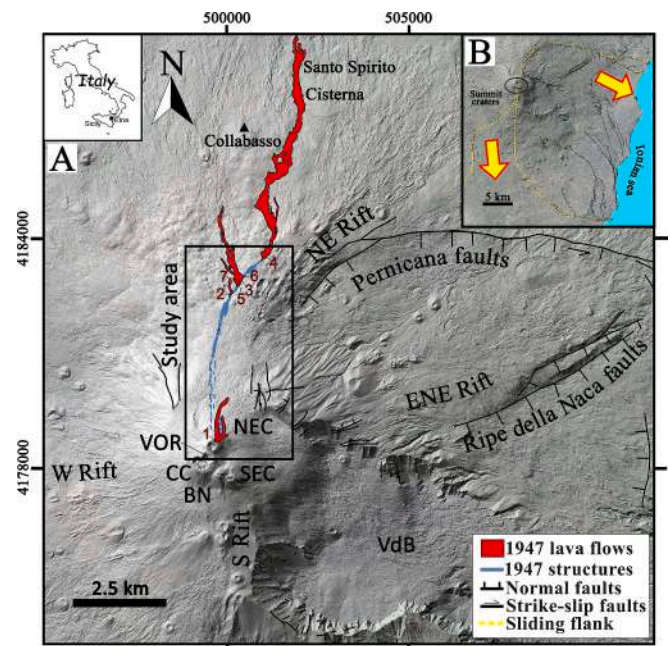 500000
505000
Italy
Sicily
Etna
N
Santo Spirito
Cisterna
Collabasso
A
B
Summit
craters
Ionian sea
5 km
4184000
4178000
NE Rift
Pernicana faults
4
7
6
2
3
5
Study area
ENE Rift
Ripe della Naca faults
1
NEC
VOR
W Rift
CC
SEC
BN
S Rift
VdB
2.5 km
1947 lava flows
1947 structures
Normal faults
Strike-slip faults
Sliding flank